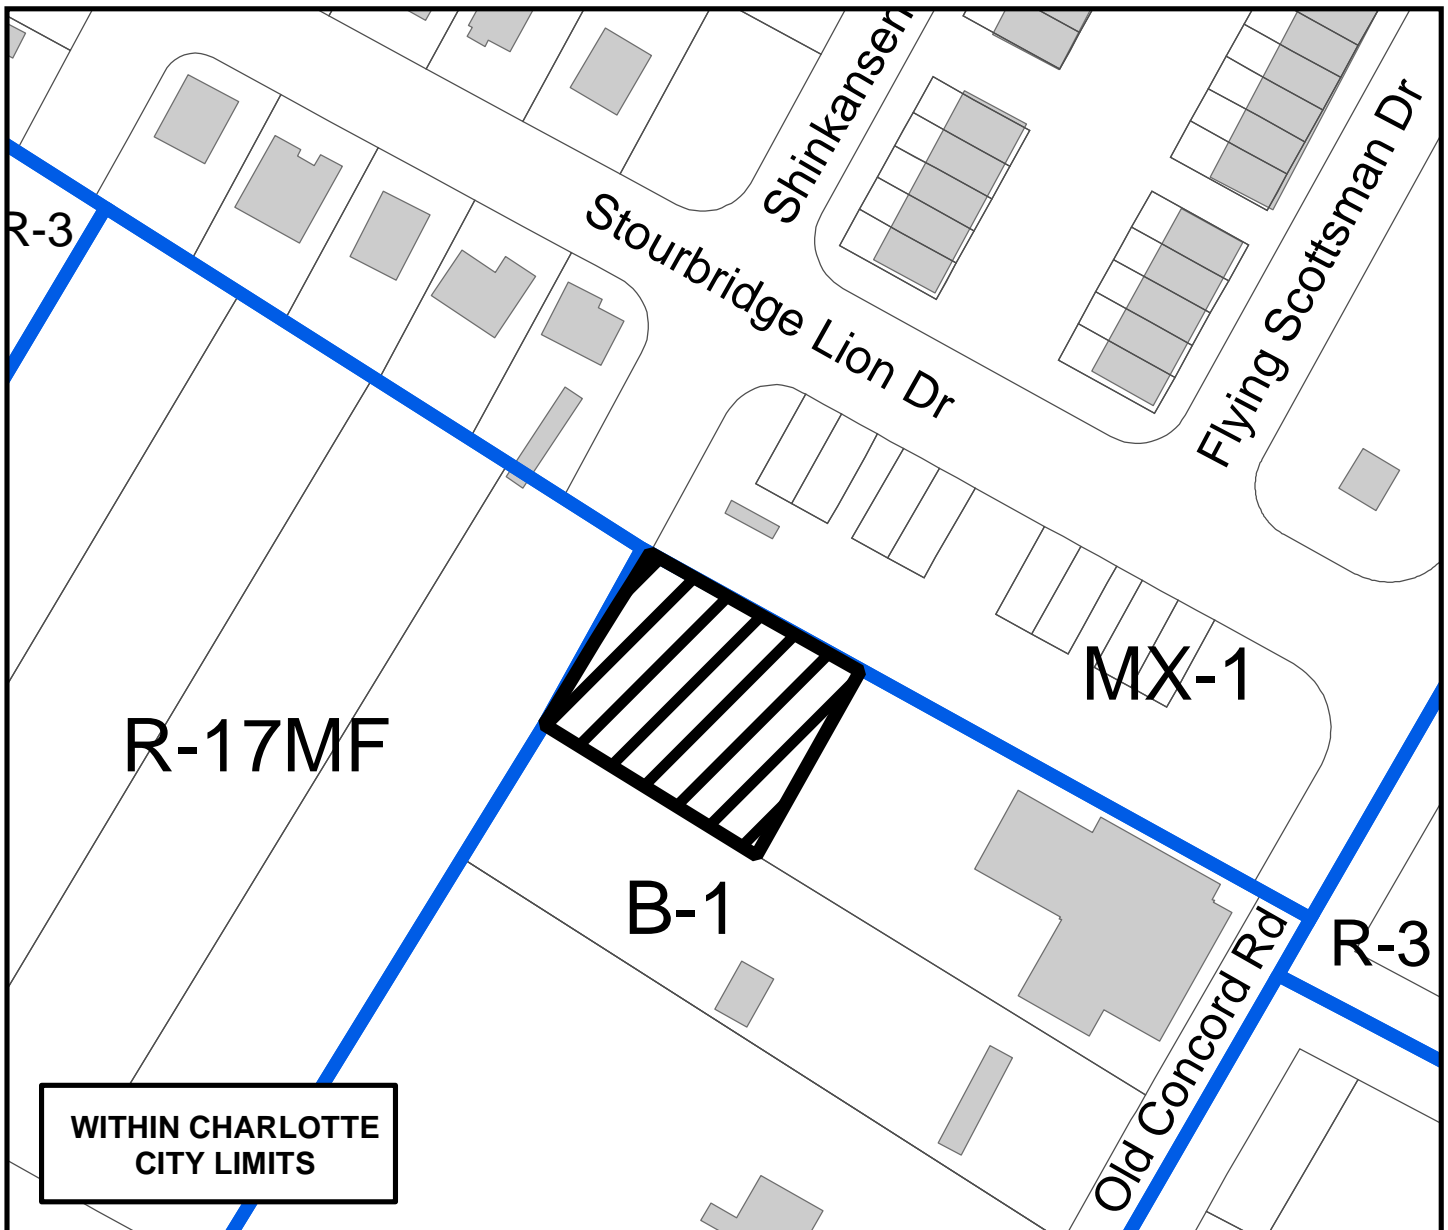 Shinkansen
Flying Scottsman Dr
R-3
Stourbridge Lion Dr
MX-1
R-17MF
B-1
R-3
Old Concord Rd
WITHIN CHARLOTTE
CITY LIMITS